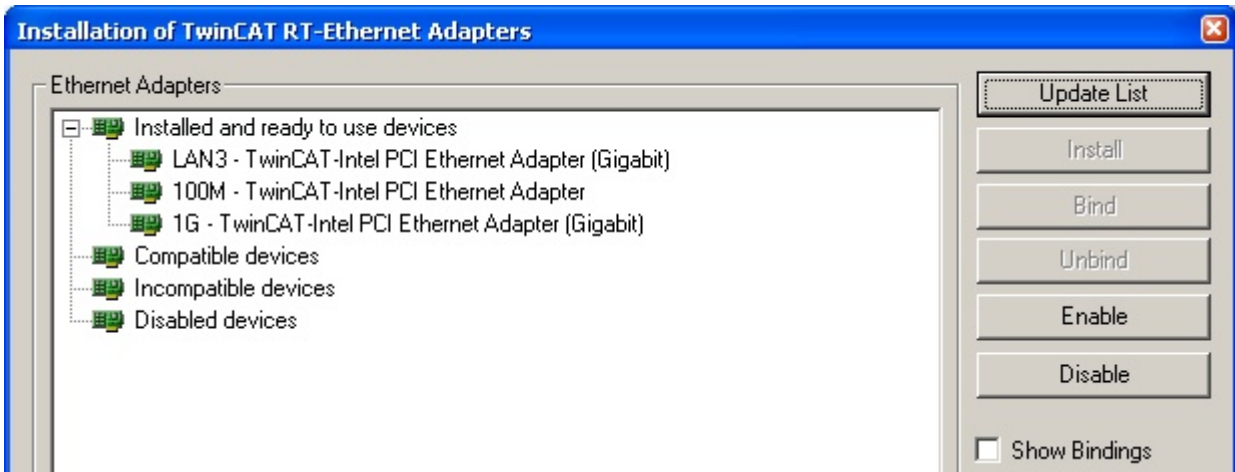 Installation of TwinCAT RT-Ethernet Adapters
Ethernet Adapters
Installed and ready to use devices
LAN3 - TwinCAT-Intel PCI Ethernet Adapter (Gigabit)
100M - TwinCAT-Intel PCI Ethernet Adapter
1G - TwinCAT-Intel PCI Ethernet Adapter (Gigabit)
Compatible devices
Incompatible devices
Disabled devices
Update List
Install
Bind
Unbind
Enable
Disable
Show Bindings